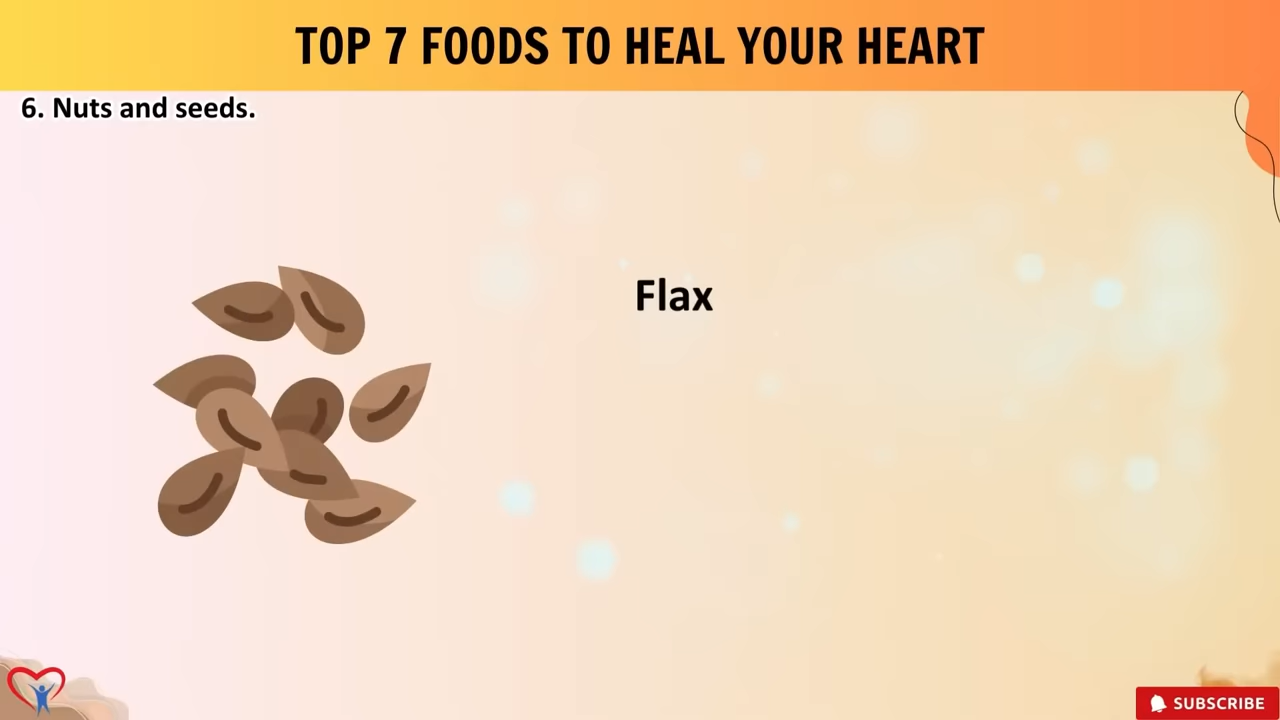 TOP 7 FOODS TO HEAL YOUR HEART
6. Nuts and seeds.
Flax
SUBSCRIBE